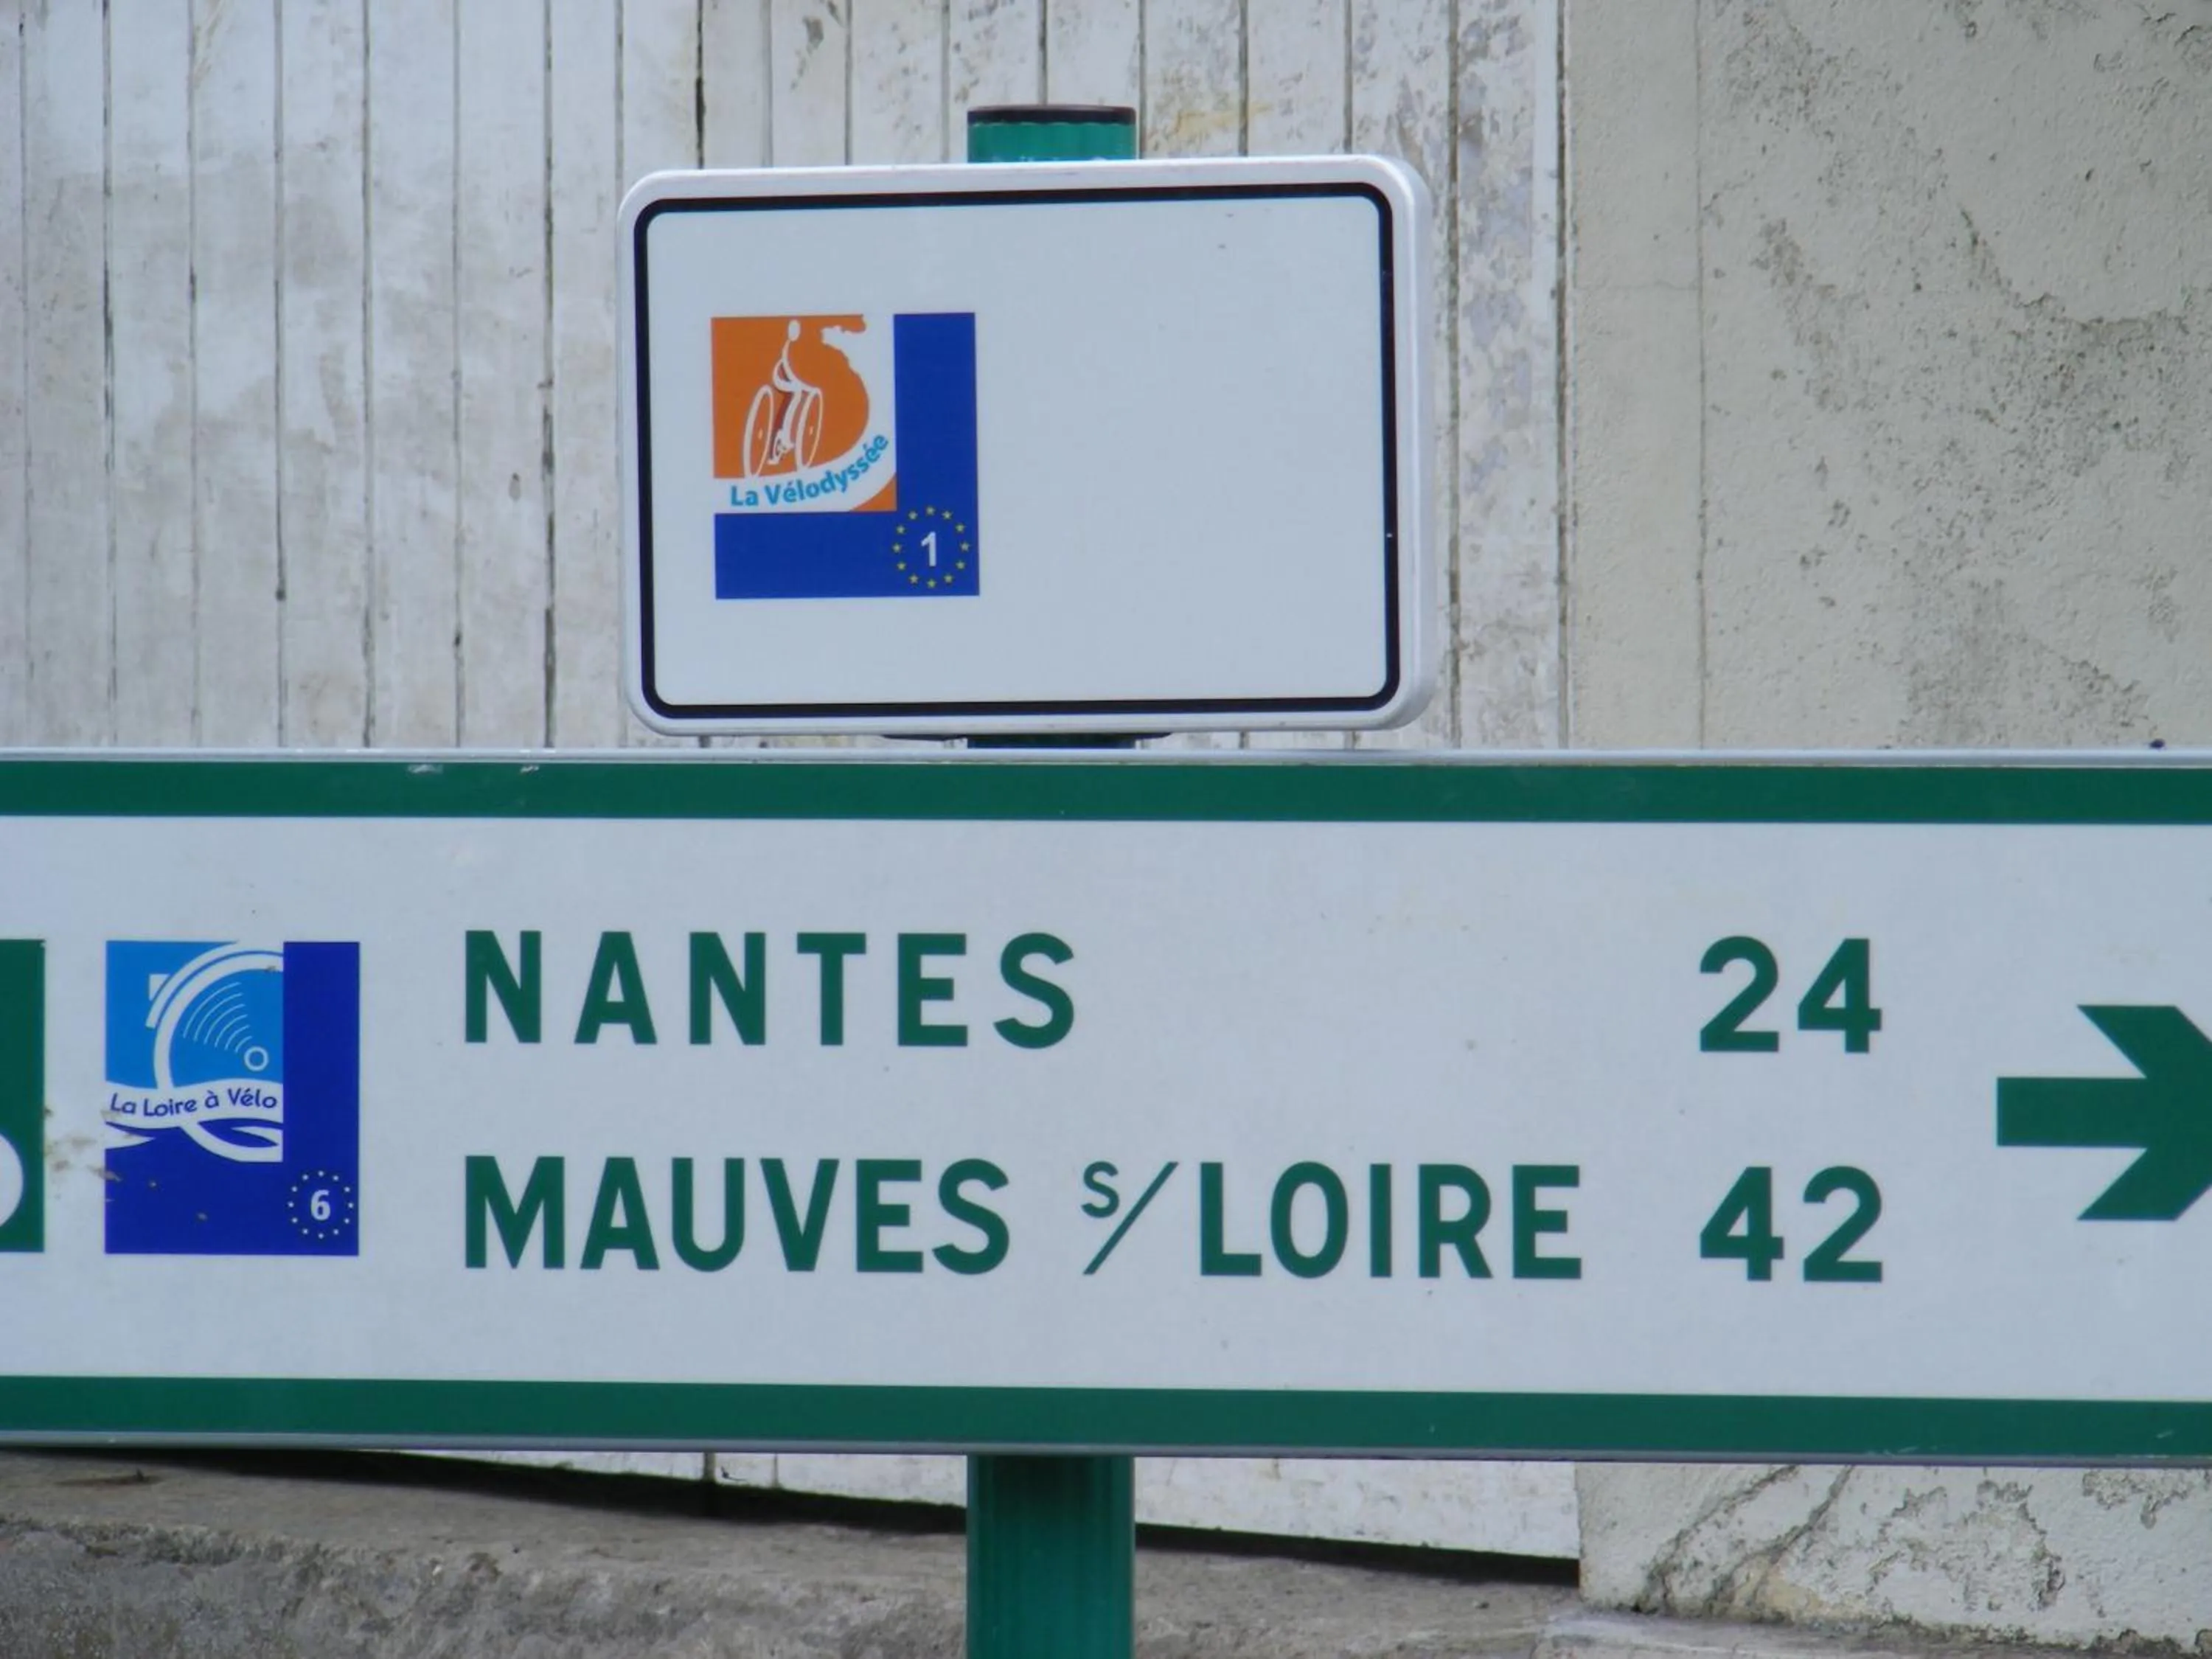 La Vélodyssée
1
NANTES 24
La Loire à Vélo
MAUVES s/LOIRE 42
6